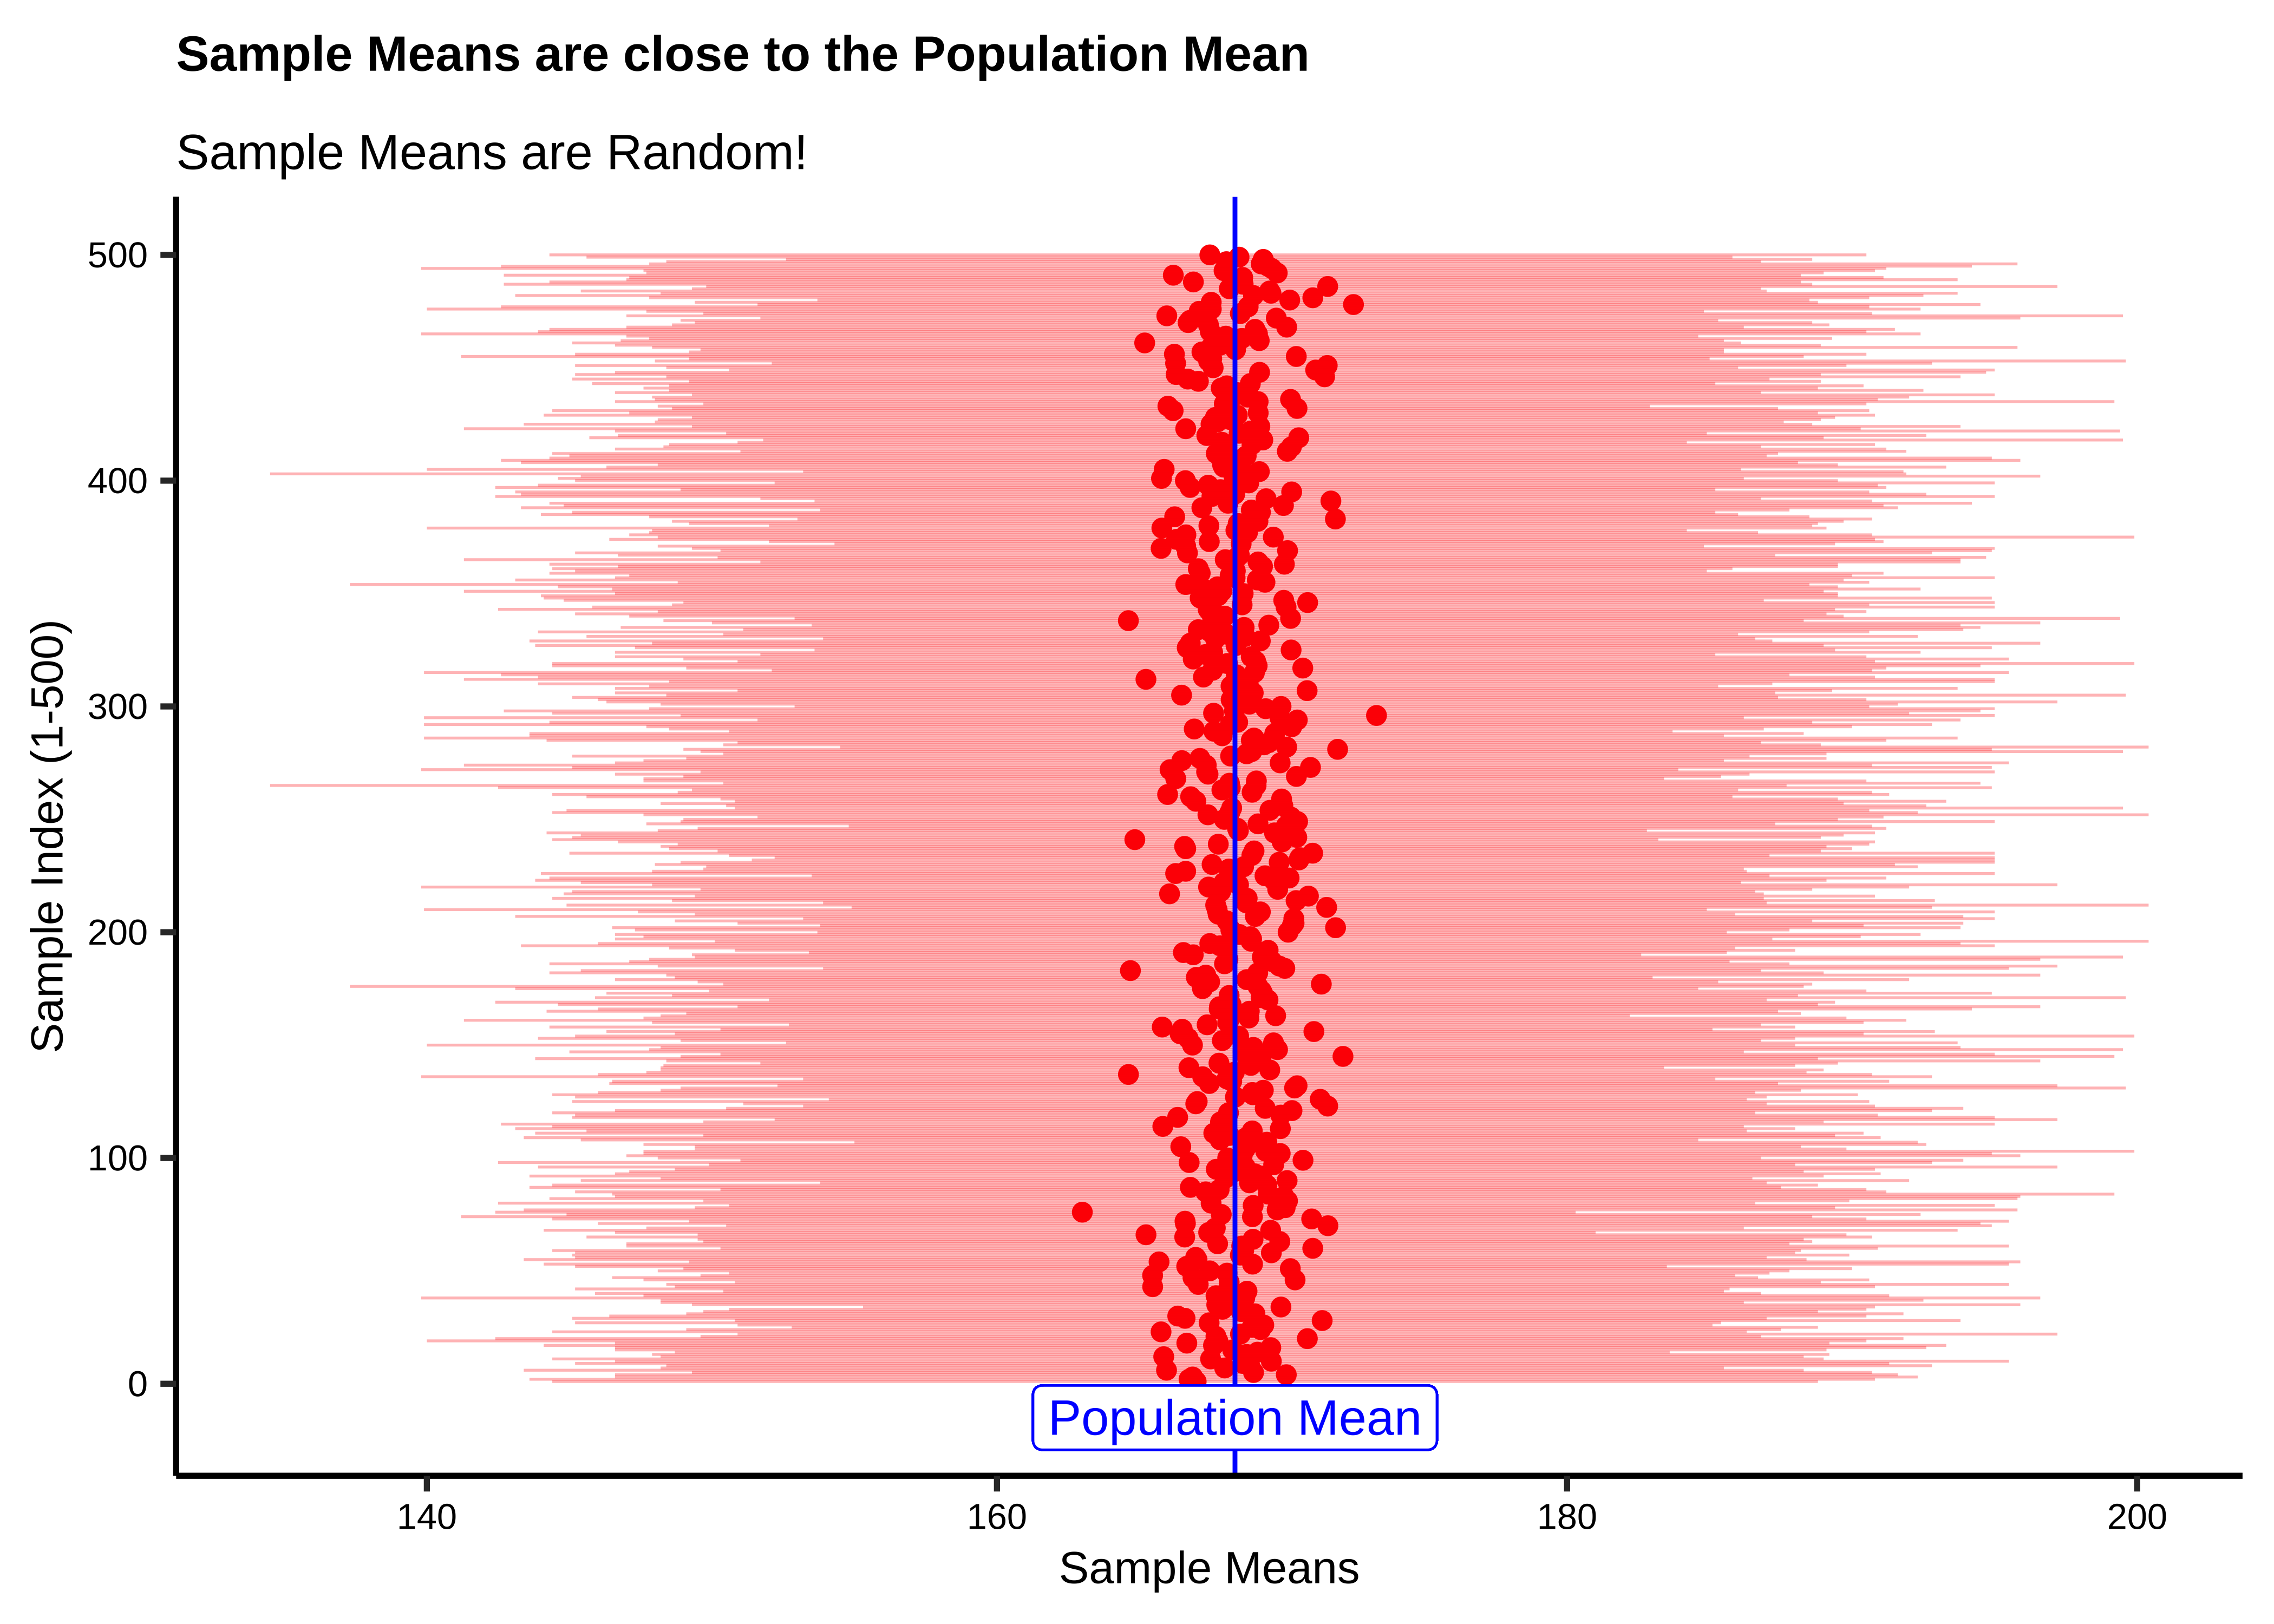 Sample Means are close to the Population Mean
Sample Means are Random!
Sample Index (1-500)
500
400
300
200
100
0
Population Mean
140
160
180
200
Sample Means